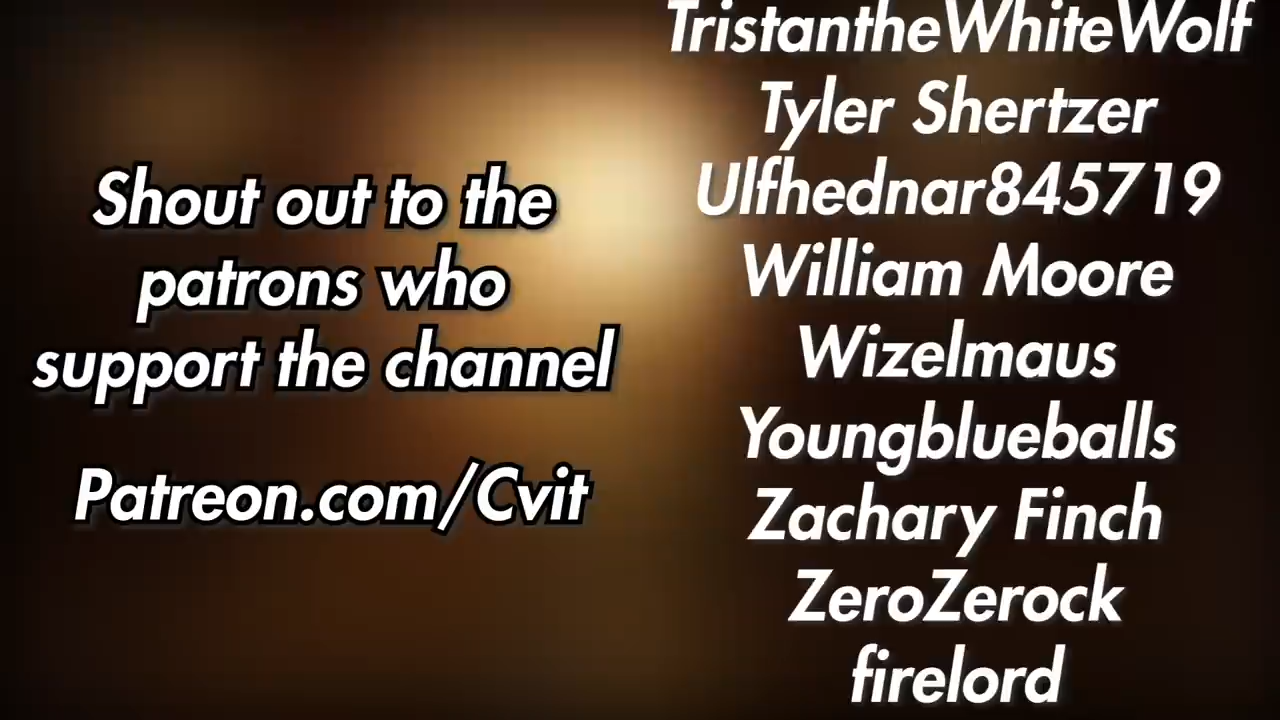 Shout out to the
patrons who
support the channel
Patreon.com/Cvit
TristantheWhiteWolf
Tyler Shertzer
Ulfhednar845719
William Moore
Wizelmaus
Youngblueballs
Zachary Finch
ZeroZerock
firelord